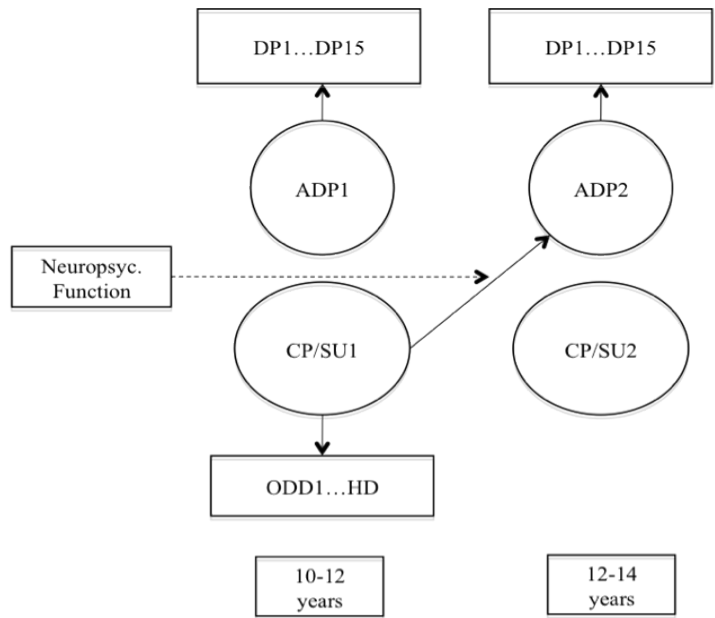 DP1…DP15
DP1…DP15
ADP1
ADP2
Neuropsyc.
Function
CP/SU1
CP/SU2
ODD1…HD
10-12
years
12-14
years